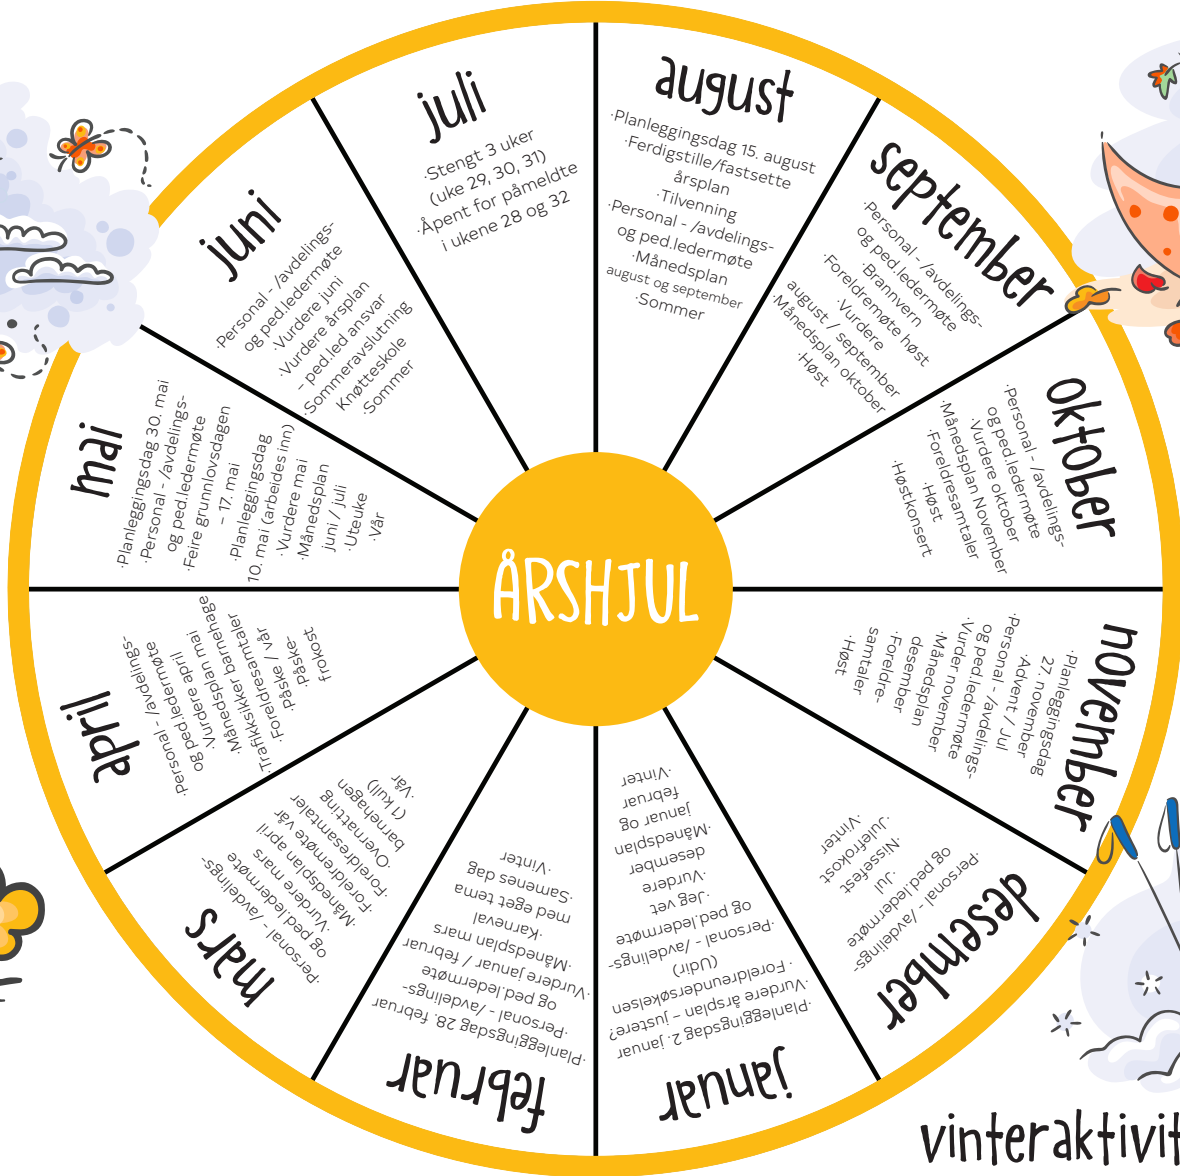 ÅRSHJUL
august
·Planleggingsdag 15. august
·Ferdigstille/fastsette
årsplan
·Tilvenning
·Personal - /avdelings-
og ped.ledermøte
·Månedsplan
august og september
·Sommer
september
·Personal - /avdelings-
og ped.ledermøte
·Brannvern
·Foreldremøte høst
·Vurdere
august / september
Månedsplan oktober
·Høst
oktober
·Personal - /avdelings-
og ped.ledermøte
·Vurdere oktober
·Månedsplan November
·Foreldresamtaler
·Høst
·Høstkonsert
november
·Planleggingsdag
27. november
·Advent / Jul
·Personal - /avdelings-
og ped.ledermøte
·Vurder november
·Månedsplan
desember
·Foreldre-
samtaler
·Høst
desember
·Personal - /avdelings-
og ped.ledermøte
·Jul
·Nissefest
·Julefrokost
·Vinter
januar
·Planleggingsdag 2. januar
·Vurdere årsplan – justere?
·Foreldreundersøkelsen
(Udir)
·Personal - /avdelings-
og ped.ledermøte
·Jeg vet
·Vurdere
desember
·Månedsplan
januar og
februar
·Vinter
februar
·Planleggingsdag 28. februar
·Personal - /avdelings-
og ped.ledermøte
·Vurdere januar / februar
·Månedsplan mars
·Karneval
med eget tema
·Samenes dag
·Vinter
mars
·Personal - /avdelings-
og ped.ledermøte
·Vurdere mars
·Månedsplan april
·Foreldremøte vår
·Foreldresamtaler
·Overnatting
barnehagen
(1 kull)
·Vår
april
·Personal - /avdelings-
og ped.ledermøte
·Vurdere april
·Månedsplan mai
·Trafikksikker barnehage
·Foreldresamtaler
·Påske / vår
·Påske-
frokost
mai
·Planleggingsdag 30. mai
·Personal - /avdelings-
og ped.ledermøte
·Feire grunnlovsdagen
– 17. mai
·Planleggingsdag
10. mai (arbeides inn)
·Vurdere mai
·Månedsplan
juni / juli
·Uteuke
·Vår
juni
·Personal - /avdelings-
og ped.ledermøte
·Vurdere juni
·Vurdere årsplan
– ped.led ansvar
·Sommeravslutning
Knøtteskole
·Sommer
juli
·Stengt 3 uker
(uke 29, 30, 31)
·Åpent for påmeldte
i ukene 28 og 32
vinteraktivit